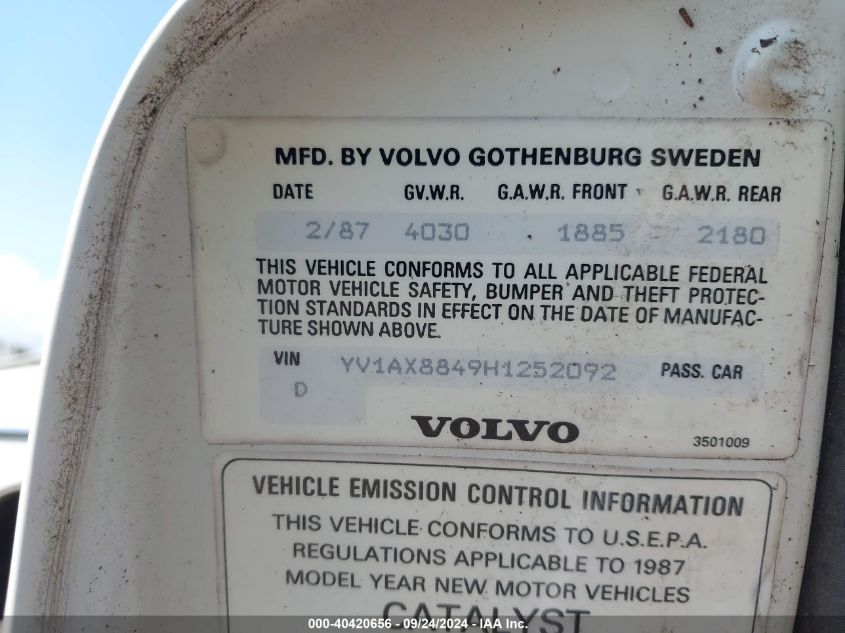 MFD. BY VOLVO GOTHENBURG SWEDEN
DATE GV.W.R. G.A.W.R. FRONT G.A.W.R. REAR
2/87 4030 1885 2180
THIS VEHICLE CONFORMS TO ALL APPLICABLE FEDERAL
MOTOR VEHICLE SAFETY, BUMPER AND THEFT PROTEC-
TION STANDARDS IN EFFECT ON THE DATE OF MANUFAC-
TURE SHOWN ABOVE.
VIN YV1AX8849H1252092 PASS. CAR
D
VOLVO
3501009
VEHICLE EMISSION CONTROL INFORMATION
THIS VEHICLE CONFORMS TO U.S.E.P.A.
REGULATIONS APPLICABLE TO 1987
MODEL YEAR NEW MOTOR VEHICLES
CATALYST
000-40420656 - 09/24/2024 - IAA Inc.